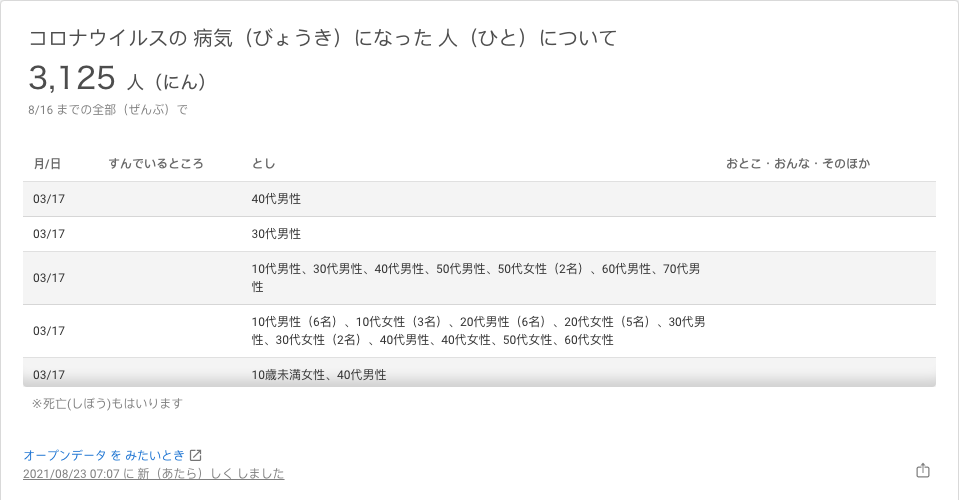 コロナウイルスの 病気（びょうき）になった 人（ひと）について
3,125 人（にん）
8/16 までの全部（ぜんぶ）で
月/日 すんでいるところ とし おとこ・おんな・そのほか
03/17 40代男性
03/17 30代男性
03/17 10代男性、30代男性、40代男性、50代男性、50代女性（2名）、60代男性、70代男
性
03/17 10代男性（6名）、10代女性（3名）、20代男性（6名）、20代女性（5名）、30代男
性、30代女性（2名）、40代男性、40代女性、50代女性、60代女性
03/17 10歳未満女性、40代男性
※死亡(しぼう)もはいります
オープンデータ を みたいとき
2021/08/23 07:07 に 新（あたら）しく しました